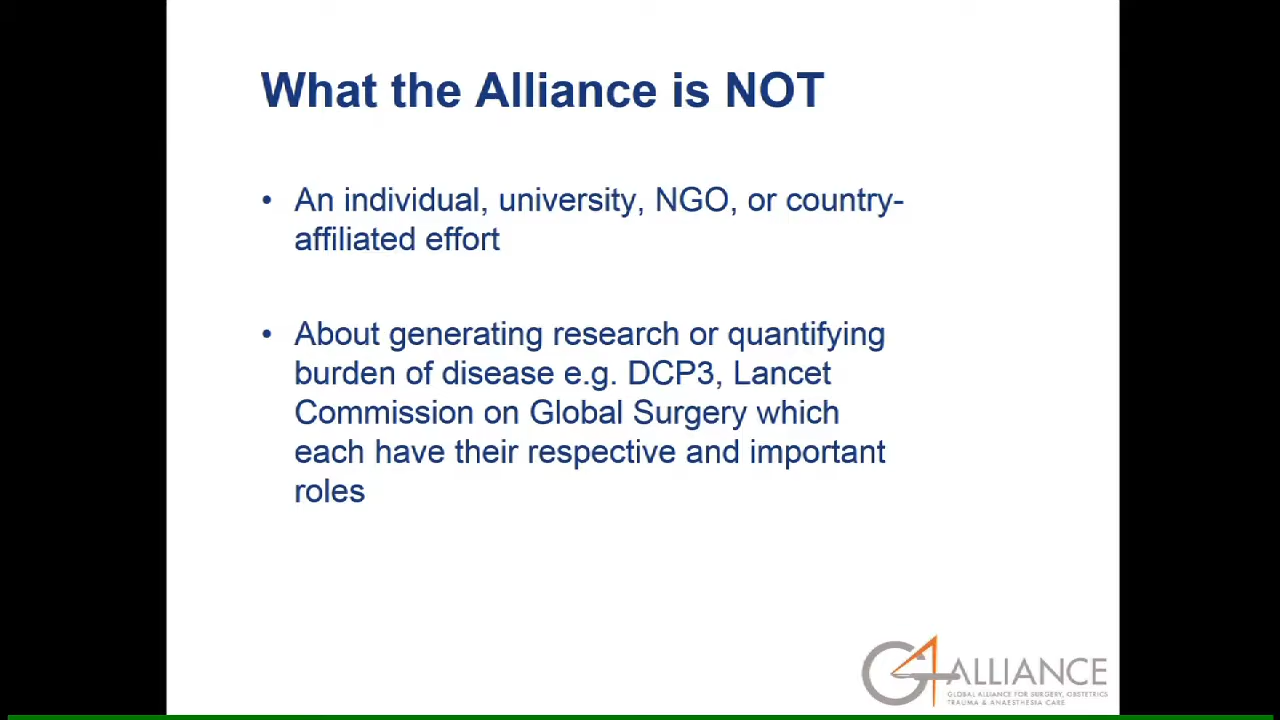 What the Alliance is NOT
• An individual, university, NGO, or country-
affiliated effort
• About generating research or quantifying
burden of disease e.g. DCP3, Lancet
Commission on Global Surgery which
each have their respective and important
roles
G4 ALLIANCE
GLOBAL ALLIANCE FOR SURGERY, OBSTETRICS
TRAUMA & ANAESTHESIA CARE